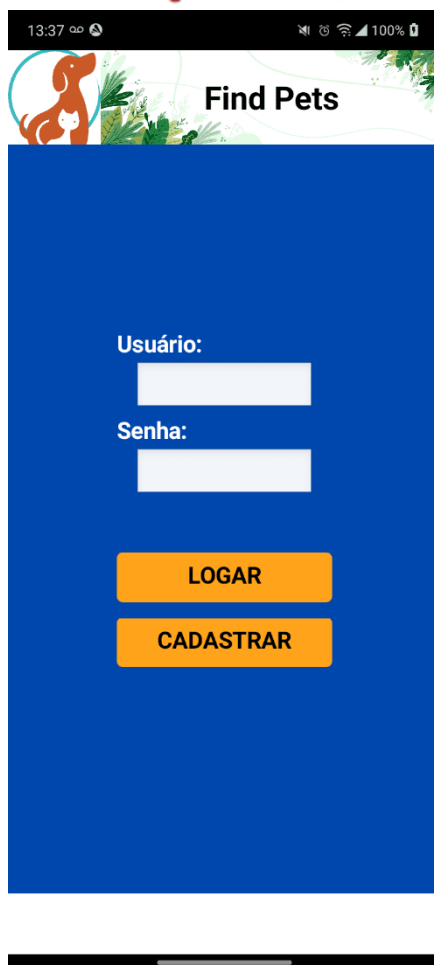 13:37 100%
Find Pets
Usuário:
Senha:
LOGAR
CADASTRAR